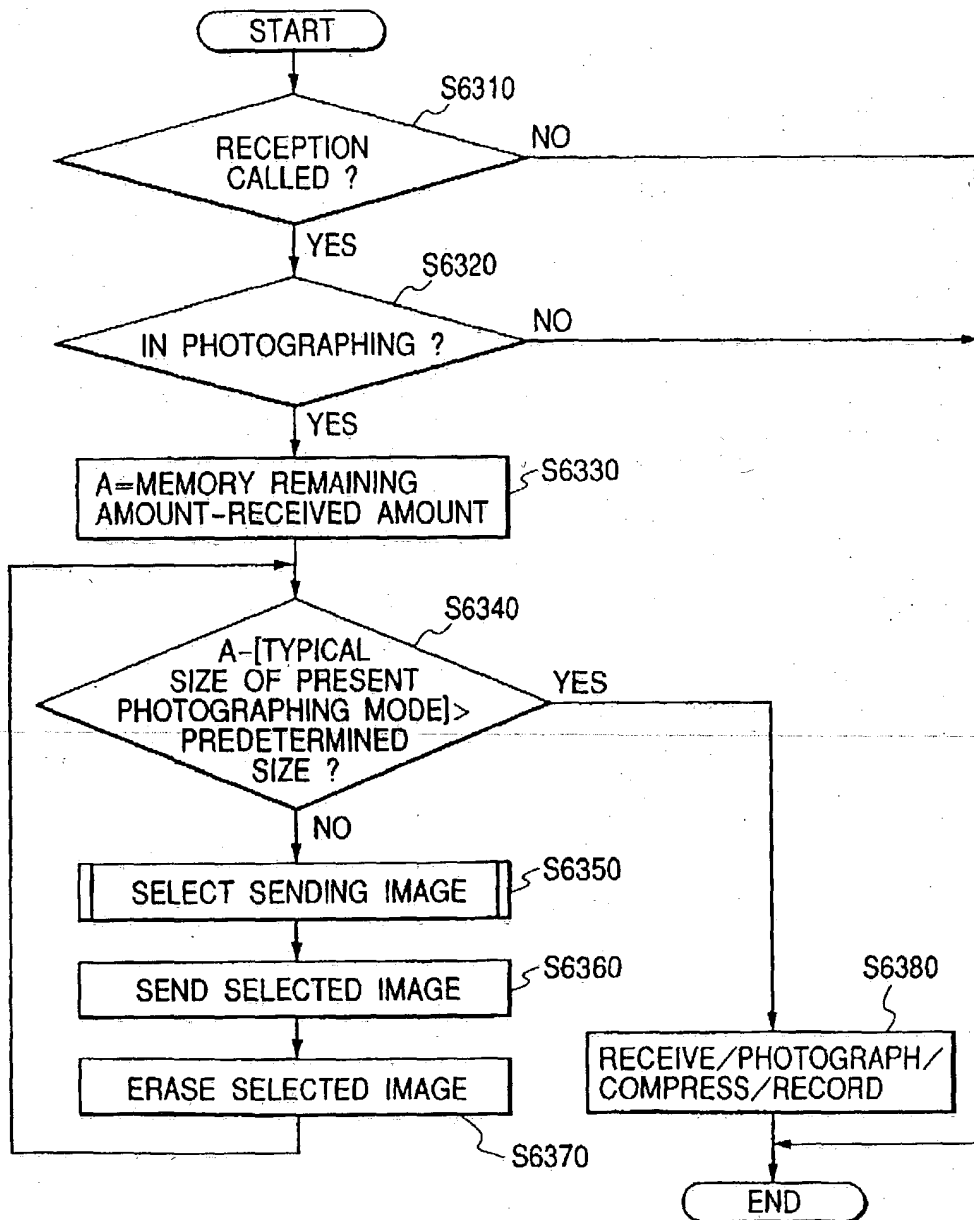 START
S6310
RECEPTION
CALLED ?
NO
YES
S6320
IN PHOTOGRAPHING ?
NO
YES
A=MEMORY REMAINING
AMOUNT-RECEIVED AMOUNT
S6330
S6340
A-[TYPICAL
SIZE OF PRESENT
PHOTOGRAPHING MODE]>
PREDETERMINED
SIZE ?
YES
NO
SELECT SENDING IMAGE
S6350
SEND SELECTED IMAGE
S6360
ERASE SELECTED IMAGE
S6370
S6380
RECEIVE/PHOTOGRAPH/
COMPRESS/RECORD
END